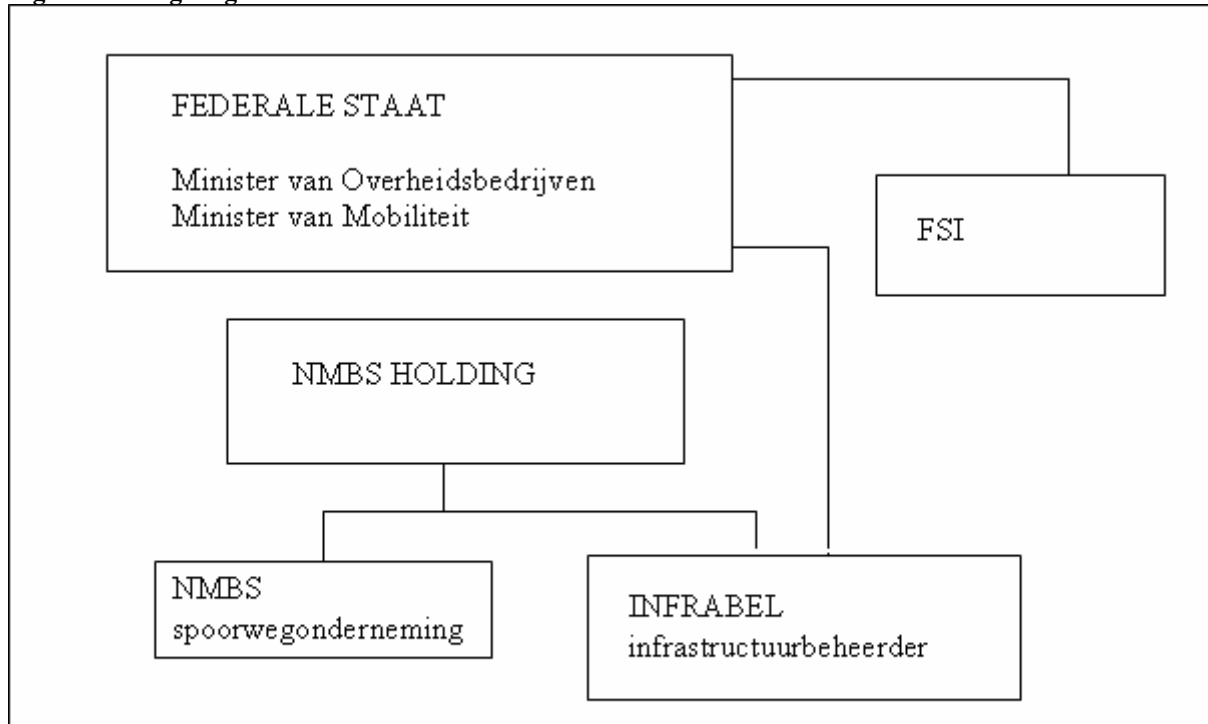 FEDERALE STAAT
Minister van Overheidsbedrijven
Minister van Mobiliteit
FSI
NMBS HOLDING
NMBS
spoorwegonderneming
INFRABEL
infrastructuurbeheerder